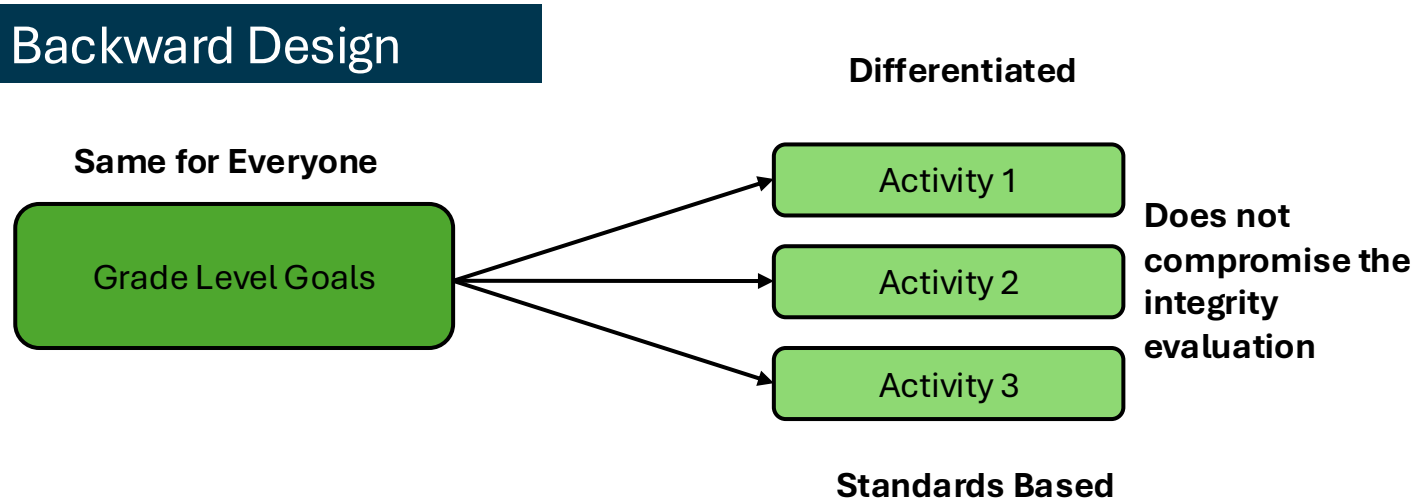 Backward Design
Differentiated
Same for Everyone
Grade Level Goals
Activity 1
Activity 2
Activity 3
Does not
compromise the
integrity
evaluation
Standards Based